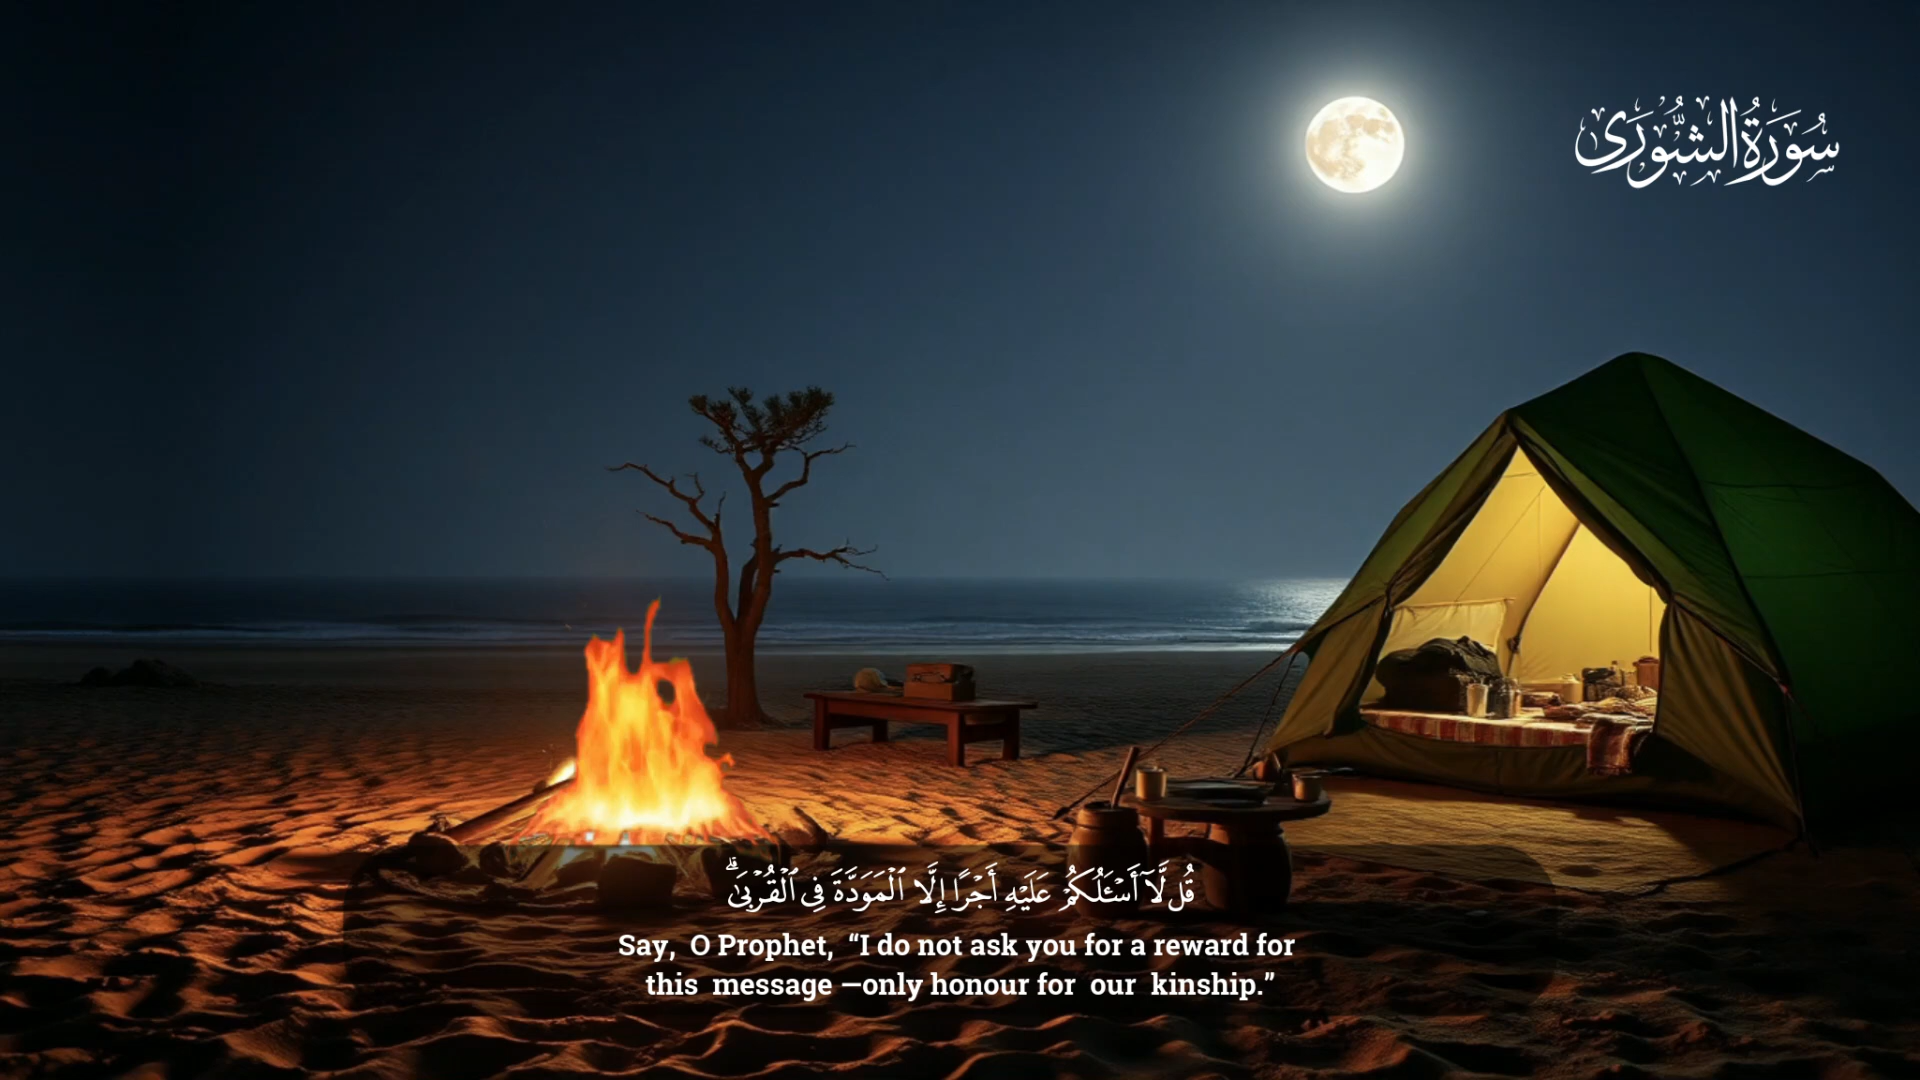 سُورَةُ الشُّورَى
قُل لَّآ أَسْـَٔلُكُمْ عَلَيْهِ أَجْرًا إِلَّا ٱلْمَوَدَّةَ فِى ٱلْقُرْبَىٰ ۗ
Say, O Prophet, “I do not ask you for a reward for
this message —only honour for our kinship.”